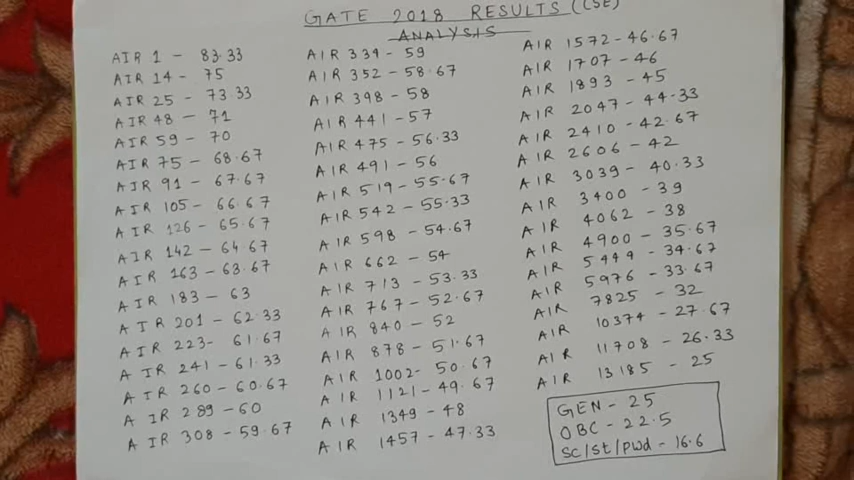 GATE 2018 RESULTS (CSE)
ANALYSIS
AIR 1 - 83.33
AIR 14 - 75
AIR 25 - 73.33
AIR 48 - 71
AIR 59 - 70
AIR 75 - 68.67
AIR 91 - 67.67
AIR 105 - 66.67
AIR 126 - 65.67
AIR 142 - 64.67
AIR 163 - 63.67
AIR 183 - 63
AIR 201 - 62.33
AIR 223 - 61.67
AIR 241 - 61.33
AIR 260 - 60.67
AIR 289 - 60
AIR 308 - 59.67
AIR 339 - 59
AIR 352 - 58.67
AIR 398 - 58
AIR 441 - 57
AIR 475 - 56.33
AIR 491 - 56
AIR 519 - 55.67
AIR 542 - 55.33
AIR 598 - 54.67
AIR 662 - 54
AIR 713 - 53.33
AIR 767 - 52.67
AIR 840 - 52
AIR 878 - 51.67
AIR 1002 - 50.67
AIR 1121 - 49.67
AIR 1349 - 48
AIR 1457 - 47.33
AIR 1572 - 46.67
AIR 1707 - 46
AIR 1893 - 45
AIR 2047 - 44.33
AIR 2410 - 42.67
AIR 2606 - 42
AIR 3039 - 40.33
AIR 3400 - 39
AIR 4062 - 38
AIR 4900 - 35.67
AIR 5444 - 34.67
AIR 5976 - 33.67
AIR 7825 - 32
AIR 10374 - 27.67
AIR 11708 - 26.33
AIR 13185 - 25
GEN - 25
OBC - 22.5
SC/St/PWd - 16.6